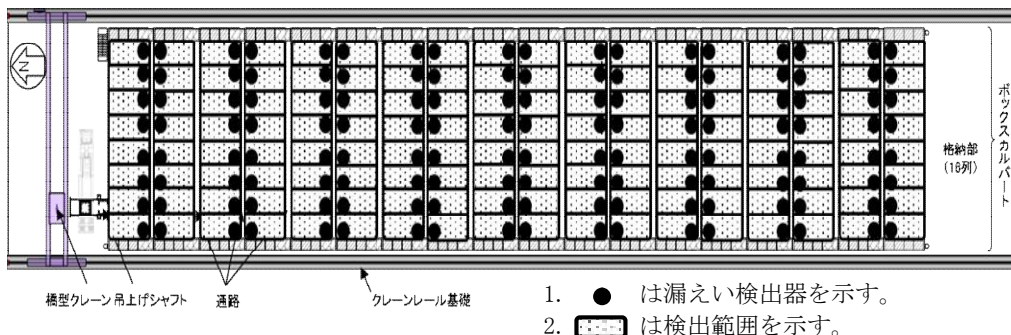 N
格納部
(16列)
ボックスカルバート
橋型クレーン
吊上げシャフト
通路
クレーンレール基礎
1. ● は漏えい検出器を示す。
2. は検出範囲を示す。